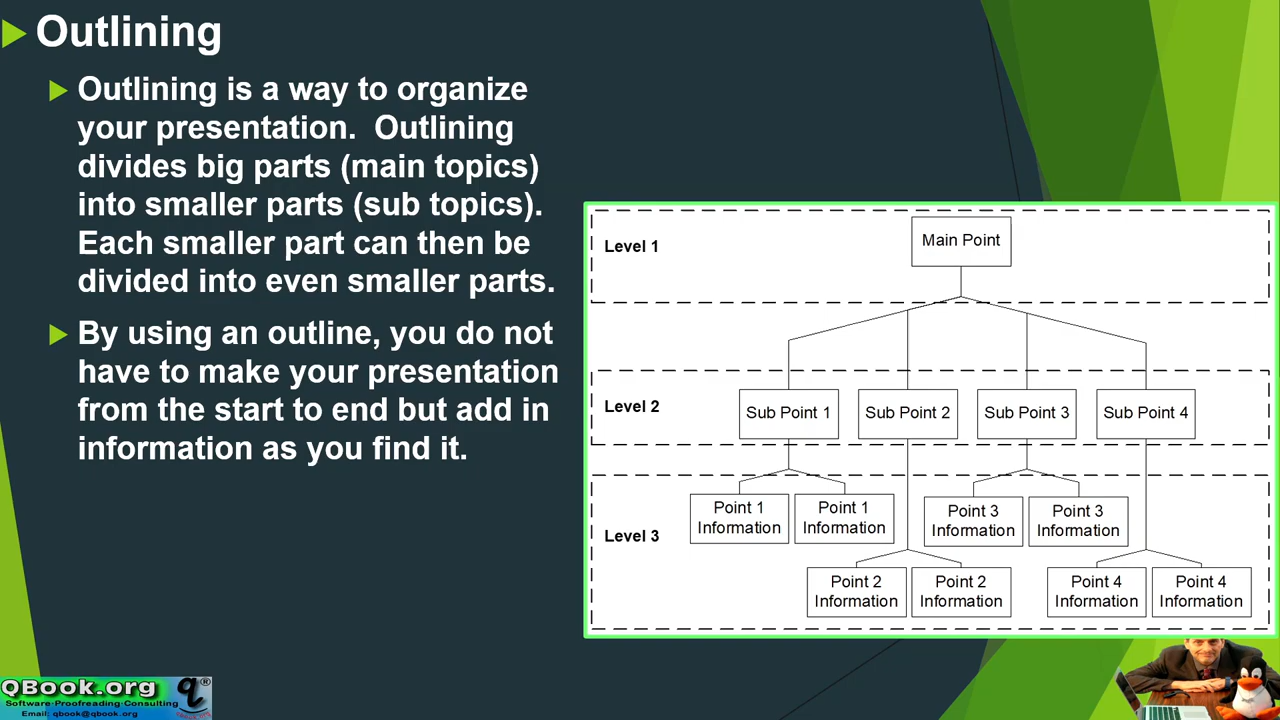 Outlining
Outlining is a way to organize
your presentation.  Outlining
divides big parts (main topics)
into smaller parts (sub topics).
Each smaller part can then be
divided into even smaller parts.
By using an outline, you do not
have to make your presentation
from the start to end but add in
information as you find it.
Level 1
Main Point
Level 2
Sub Point 1
Sub Point 2
Sub Point 3
Sub Point 4
Level 3
Point 1
Information
Point 1
Information
Point 3
Information
Point 3
Information
Point 2
Information
Point 2
Information
Point 4
Information
Point 4
Information
QBook.org
q®
Software·Proofreading·Consulting
Email: qbook@qbook.org